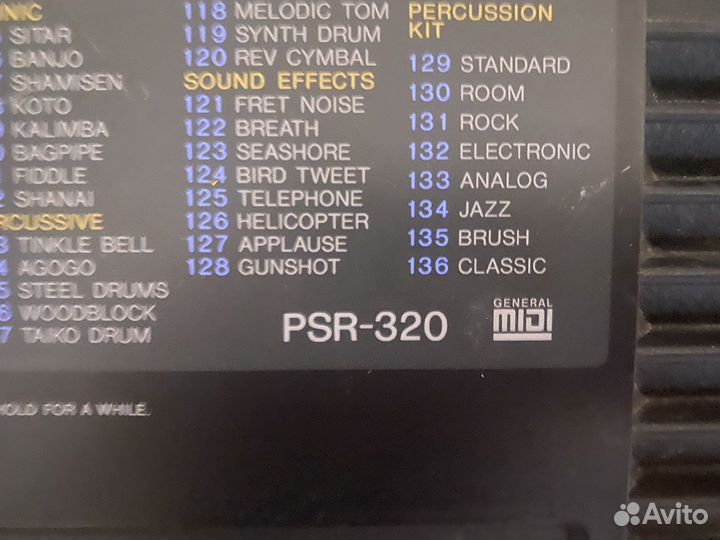 SITAR
BANJO
SHAMISEN
KOTO
KALIMBA
BAGPIPE
FIDDLE
SHANAI
TINKLE BELL
AGOGO
STEEL DRUMS
WOODBLOCK
TAIKO DRUM
118 MELODIC TOM
119 SYNTH DRUM
120 REV CYMBAL
SOUND EFFECTS
121 FRET NOISE
122 BREATH
123 SEASHORE
124 BIRD TWEET
125 TELEPHONE
126 HELICOPTER
127 APPLAUSE
128 GUNSHOT
PERCUSSION
KIT
129 STANDARD
130 ROOM
131 ROCK
132 ELECTRONIC
133 ANALOG
134 JAZZ
135 BRUSH
136 CLASSIC
PSR-320
GENERAL
MIDI
HOLD FOR A WHILE.
Avito